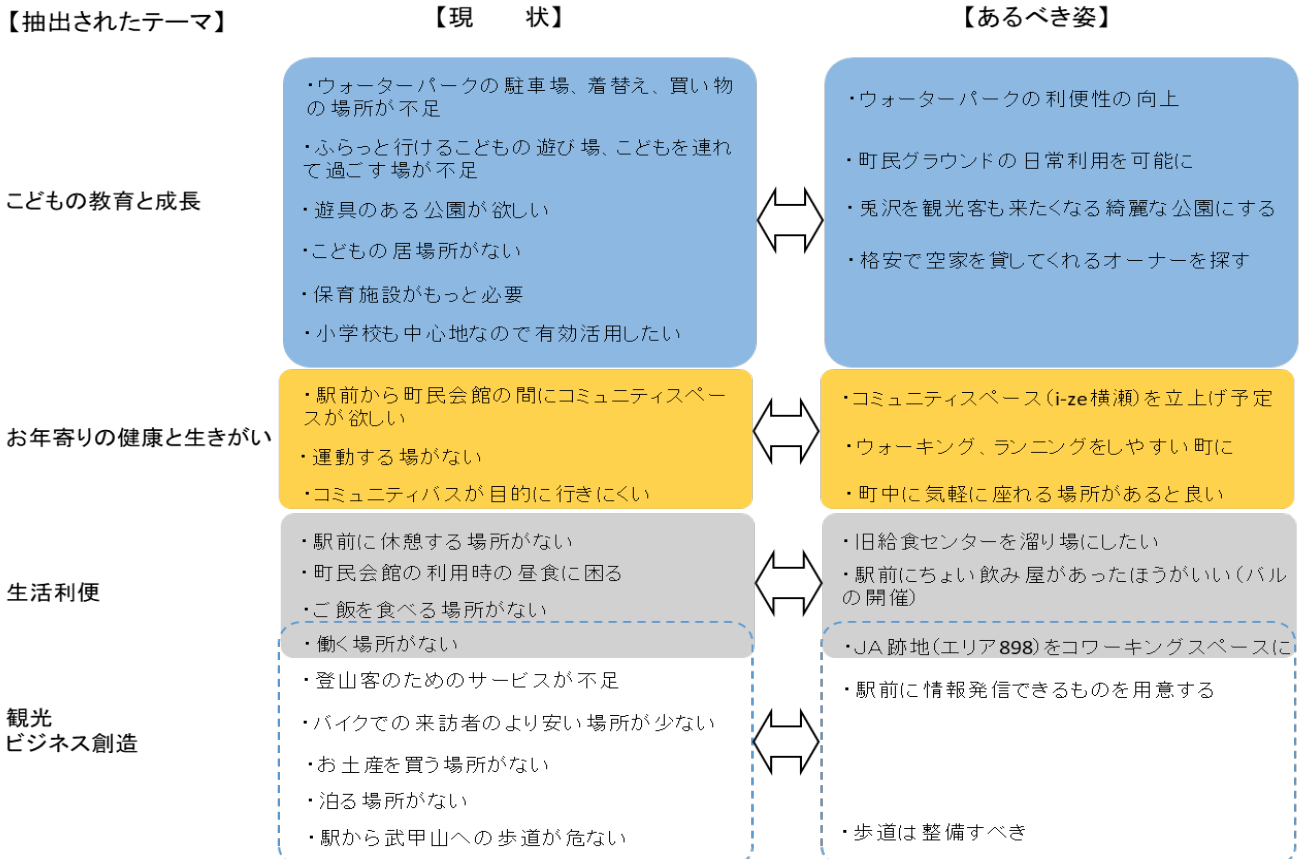 【抽出されたテーマ】
【現　状】
【あるべき姿】
こどもの教育と成長
・ウォーターパークの駐車場、着替え、買い物
の場所が不足
・ふらっと行けるこどもの遊び場、こどもを連れ
て過ごす場が不足
・遊具のある公園が欲しい
・こどもの居場所がない
・保育施設がもっと必要
・小学校も中心地なので有効活用したい
・ウォーターパークの利便性の向上
・町民グラウンドの日常利用を可能に
・兎沢を観光客も来たくなる綺麗な公園にする
・格安で空家を貸してくれるオーナーを探す
お年寄りの健康と生きがい
・駅前から町民会館の間にコミュニティスペー
スが欲しい
・運動する場がない
・コミュニティバスが目的に行きにくい
・コミュニティスペース(i-ze横瀬)を立上げ予定
・ウォーキング、ランニングをしやすい町に
・町中に気軽に座れる場所があると良い
生活利便
・駅前に休憩する場所がない
・町民会館の利用時の昼食に困る
・ご飯を食べる場所がない
・働く場所がない
・旧給食センターを溜り場にしたい
・駅前にちょい飲み屋があったほうがいい(バル
の開催)
・JA跡地(エリア898)をコワーキングスペースに
観光
ビジネス創造
・登山客のためのサービスが不足
・バイクでの来訪者のより安い場所が少ない
・お土産を買う場所がない
・泊る場所がない
・駅から武甲山への歩道が危ない
・駅前に情報発信できるものを用意する
・歩道は整備すべき